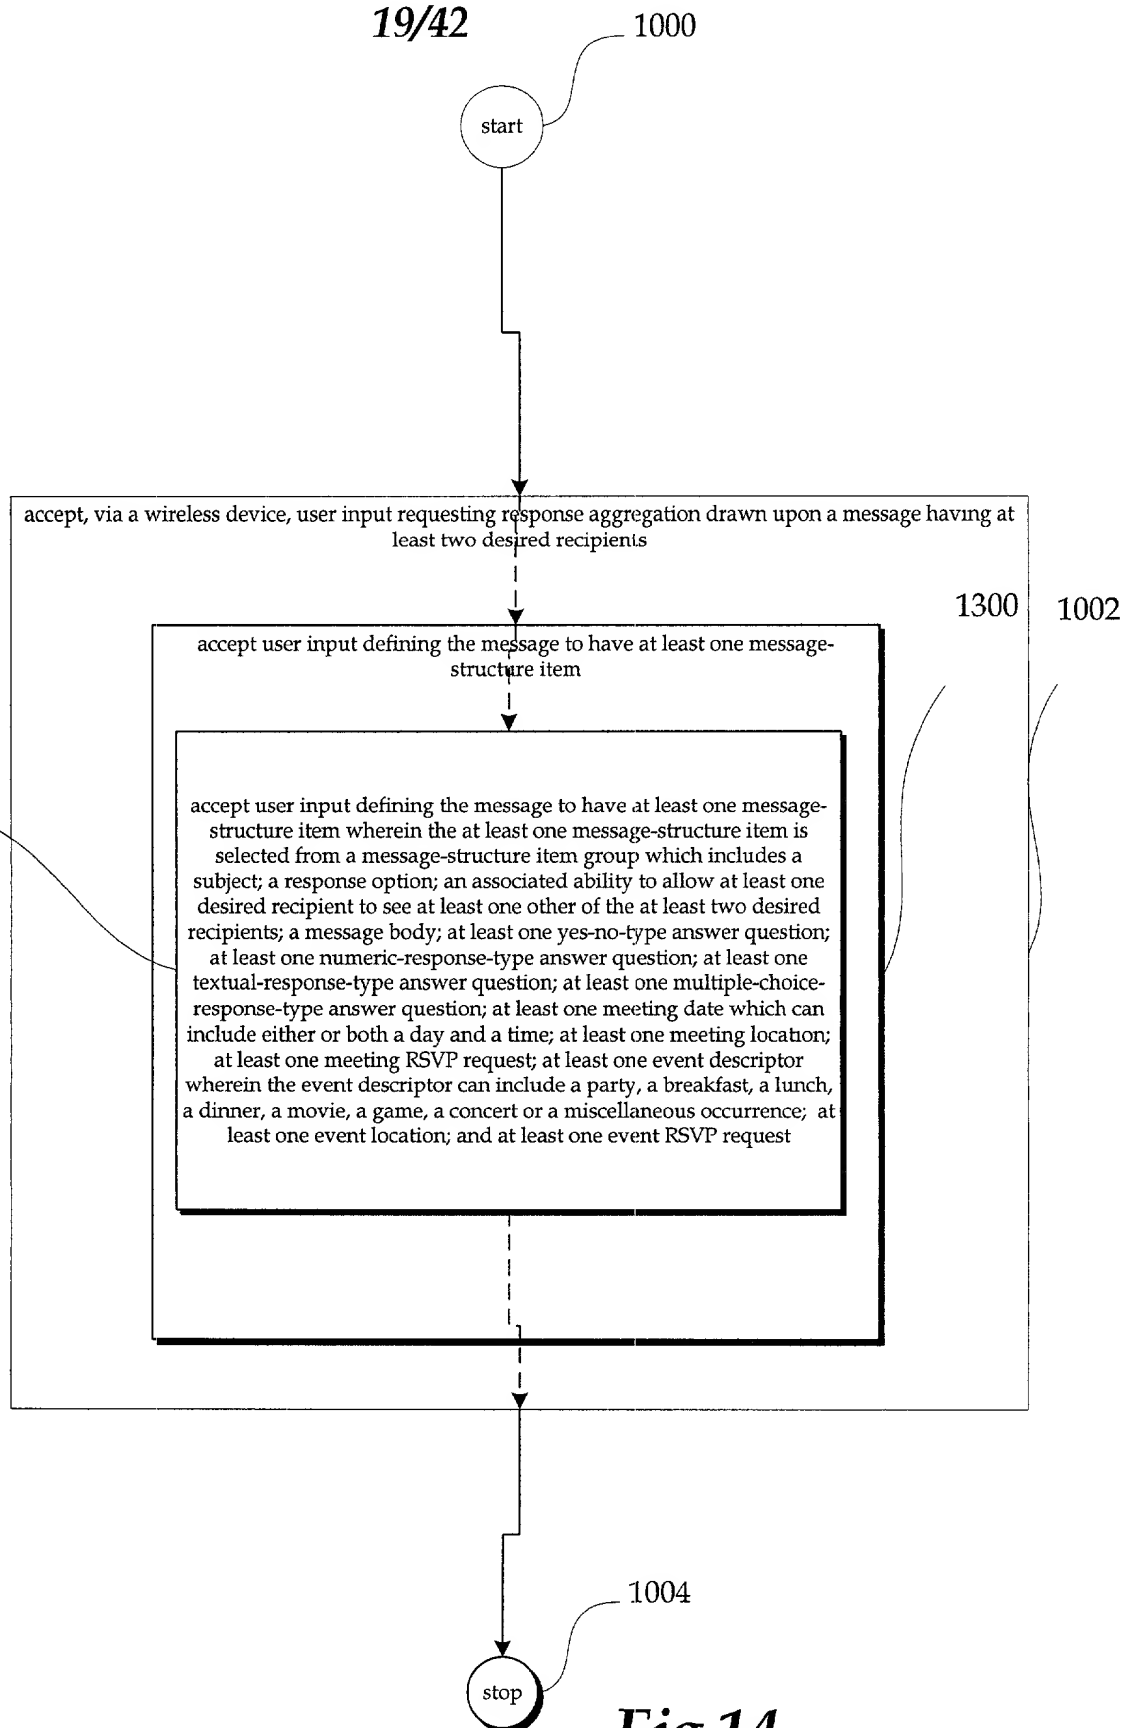 19/42
1000
start
accept, via a wireless device, user input requesting response aggregation drawn upon a message having at
least two desired recipients
1300
1002
accept user input defining the message to have at least one message-
structure item
accept user input defining the message to have at least one message-
structure item wherein the at least one message-structure item is
selected from a message-structure item group which includes a
subject; a response option; an associated ability to allow at least one
desired recipient to see at least one other of the at least two desired
recipients; a message body; at least one yes-no-type answer question;
at least one numeric-response-type answer question; at least one
textual-response-type answer question; at least one multiple-choice-
response-type answer question; at least one meeting date which can
include either or both a day and a time; at least one meeting location;
at least one meeting RSVP request; at least one event descriptor
wherein the event descriptor can include a party, a breakfast, a lunch,
a dinner, a movie, a game, a concert or a miscellaneous occurrence; at
least one event location; and at least one event RSVP request
1004
stop
Fig.14